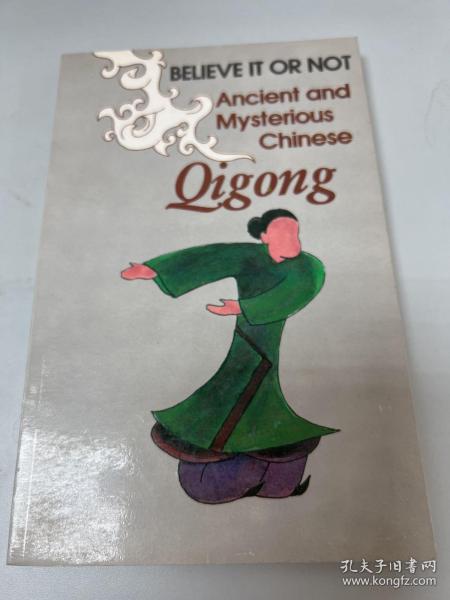 BELIEVE IT OR NOT
Ancient and
Mysterious
Chinese
Qigong
孔夫子旧书网
www.kongfz.com